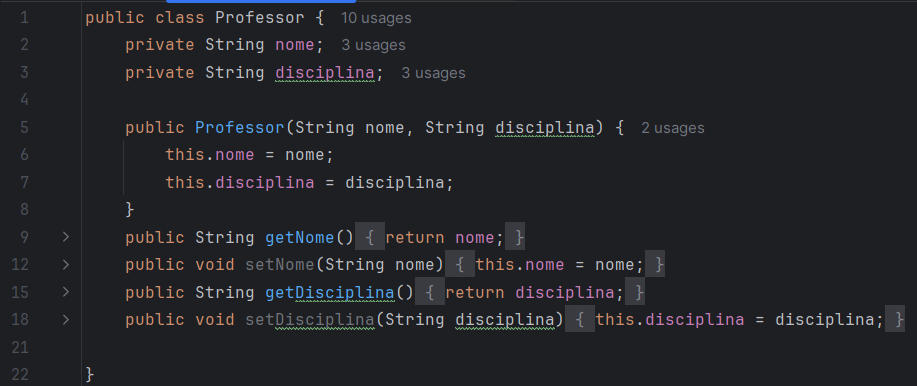 1 public class Professor { 10 usages
2 private String nome; 3 usages
3 private String disciplina; 3 usages
4
5 public Professor(String nome, String disciplina) { 2 usages
6 this.nome = nome;
7 this.disciplina = disciplina;
8 }
9 public String getNome() { return nome; }
12 public void setNome(String nome) { this.nome = nome; }
15 public String getDisciplina() { return disciplina; }
18 public void setDisciplina(String disciplina) { this.disciplina = disciplina; }
21
22 }